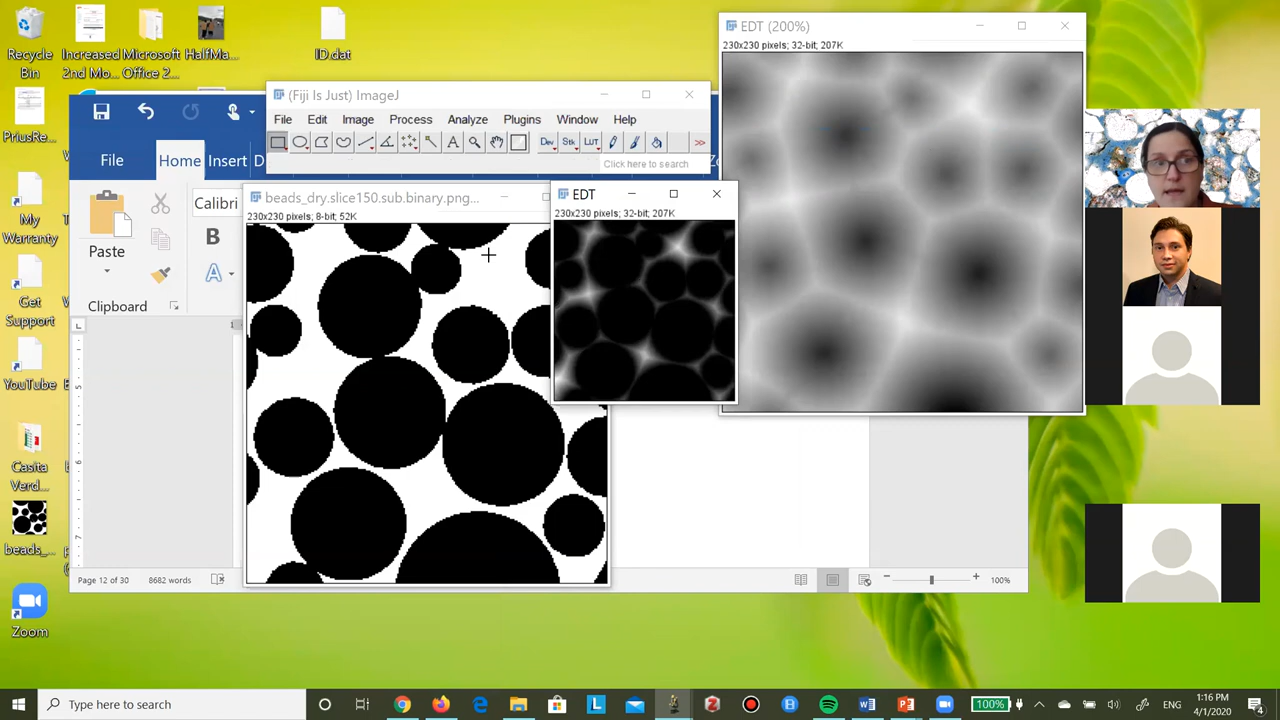 Recycle
Bin
Increased
2nd Mo...
Microsoft
Office 2...
HalfMa...
ID.dat
PriusRe...
My
Warranty
Get
Support
YouTube
Casita
Verd...
beads_...
Zoom
File
Home
Insert
Calibri
Paste
Clipboard
Page 12 of 30
8682 words
100%
(Fiji Is Just) ImageJ
File Edit Image Process Analyze Plugins Window Help
Dev Stk LUT
Click here to search
beads_dry.slice150.sub.binary.png...
230x230 pixels; 8-bit; 52K
EDT
230x230 pixels; 32-bit; 207K
EDT (200%)
230x230 pixels; 32-bit; 207K
Type here to search
100%
ENG
1:16 PM
4/1/2020
4